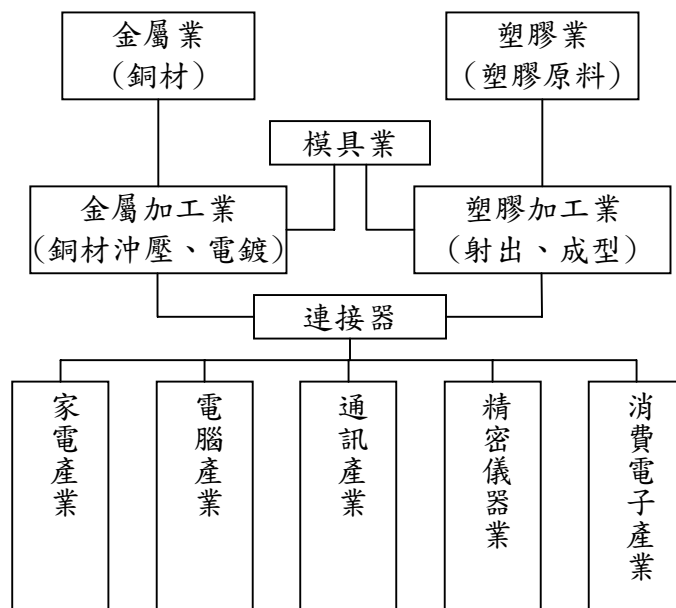 金屬業
(銅材)
塑膠業
(塑膠原料)
模具業
金屬加工業
(銅材沖壓、電鍍)
塑膠加工業
(射出、成型)
連接器
家電產業
電腦產業
通訊產業
精密儀器業
消費電子產業